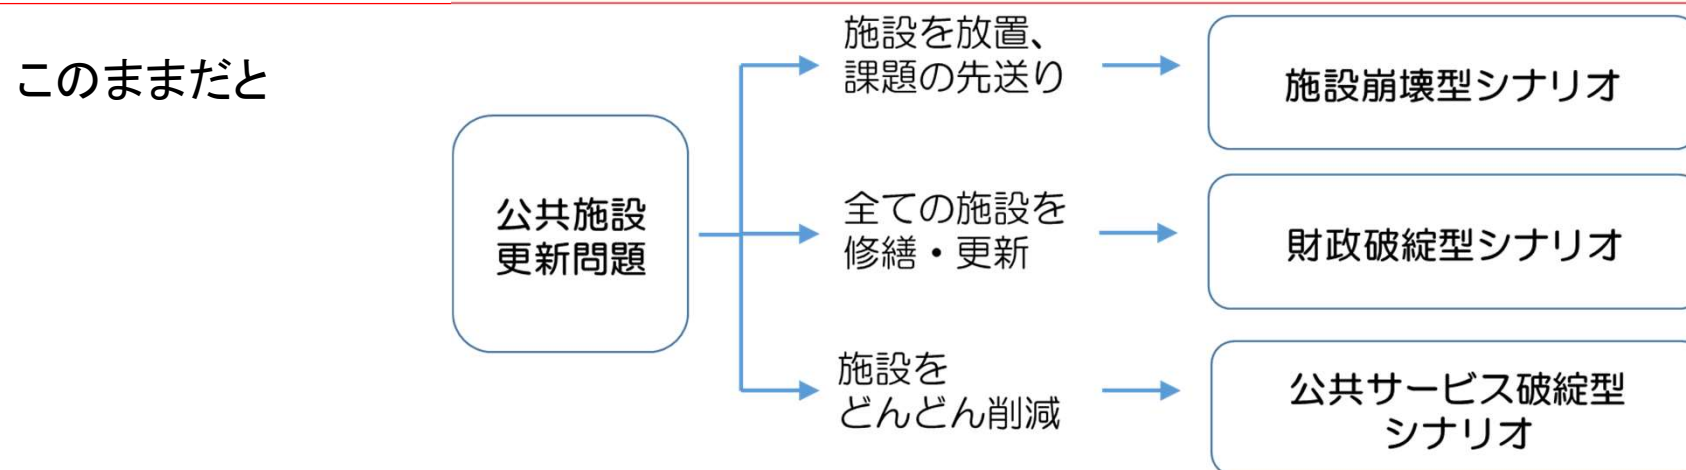 このままだと
公共施設
更新問題
施設を放置、
課題の先送り
施設崩壊型シナリオ
全ての施設を
修繕・更新
財政破綻型シナリオ
施設を
どんどん削減
公共サービス破綻型
シナリオ